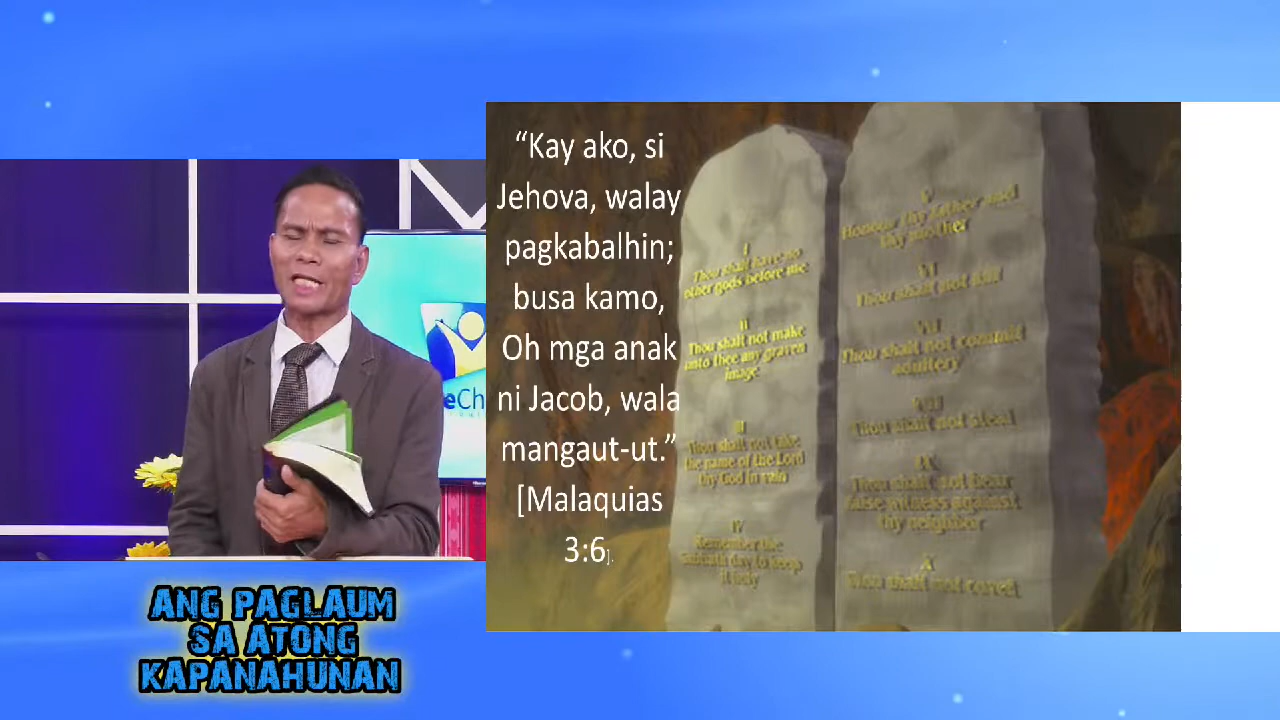 “Kay ako, si
Jehova, walay
pagkabalhin;
busa kamo,
Oh mga anak
ni Jacob, wala
mangaut-ut.”
[Malaquias
3:6].
I
Thou shalt have no
other gods before me
II
Thou shalt not make
unto thee any graven
image
III
Thou shalt not take
the name of the Lord
thy God in vain
IV
Remember the
Sabbath day to keep
it holy
V
Honour thy father and
thy mother
VI
Thou shalt not kill
VII
Thou shalt not commit
adultery
VIII
Thou shalt not steal
IX
Thou shalt not bear
false witness against
thy neighbor
X
Thou shalt not covet
eCh
ANG PAGLAUM
SA ATONG
KAPANAHUNAN